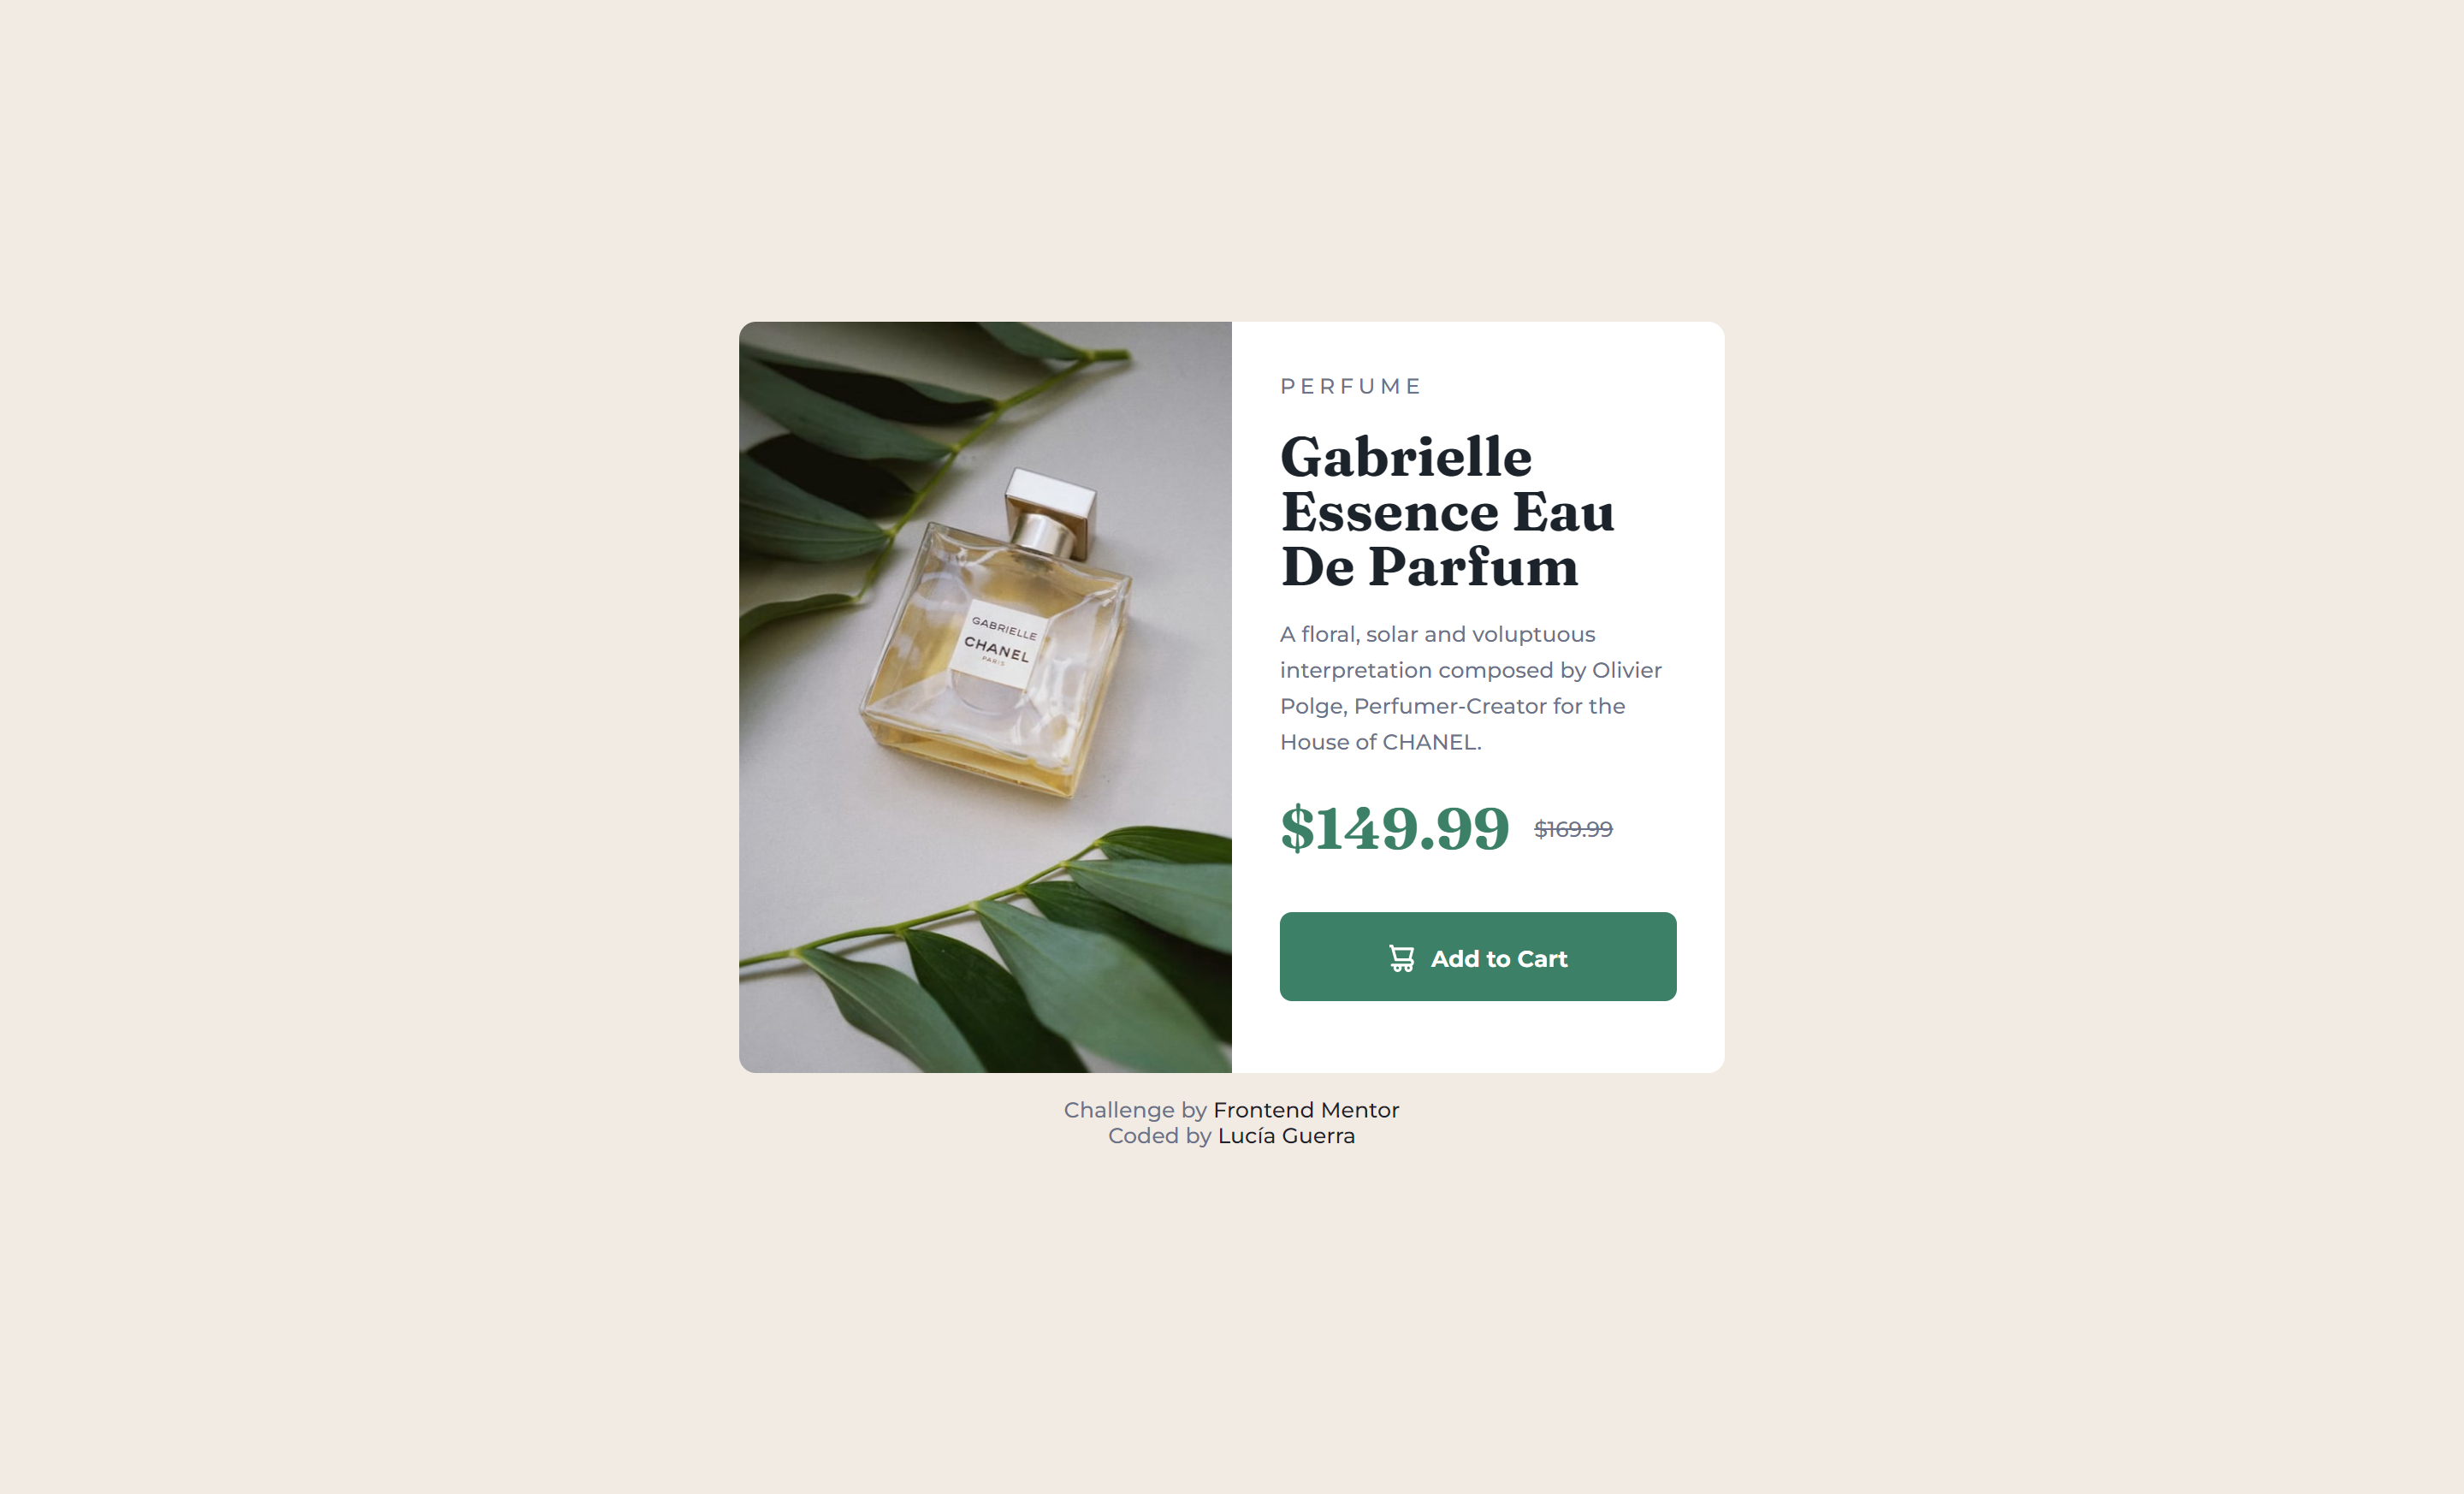 GABRIELLE
CHANEL
PARIS
PERFUME
Gabrielle
Essence Eau
De Parfum
A floral, solar and voluptuous
interpretation composed by Olivier
Polge, Perfumer-Creator for the
House of CHANEL.
$149.99 $169.99
Add to Cart
Challenge by Frontend Mentor
Coded by Lucía Guerra